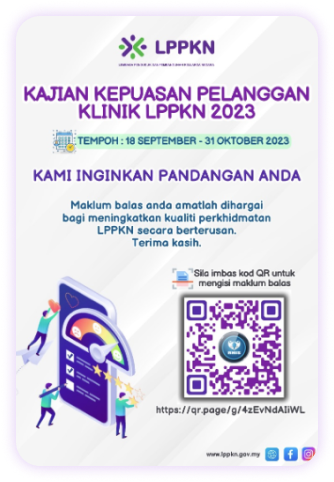 LPPKN
KAJIAN KEPUASAN PELANGGAN
KLINIK LPPKN 2023
TEMPOH : 18 SEPTEMBER - 31 OKTOBER 2023
KAMI INGINKAN PANDANGAN ANDA
Maklum balas anda amatlah dihargai
bagi meningkatkan kualiti perkhidmatan
LPPKN secara berterusan.
Terima kasih.
Sila imbas kod QR untuk
mengisi maklum balas
https://qr.page/g/4zEvNdAIiWL
www.lppkn.gov.my